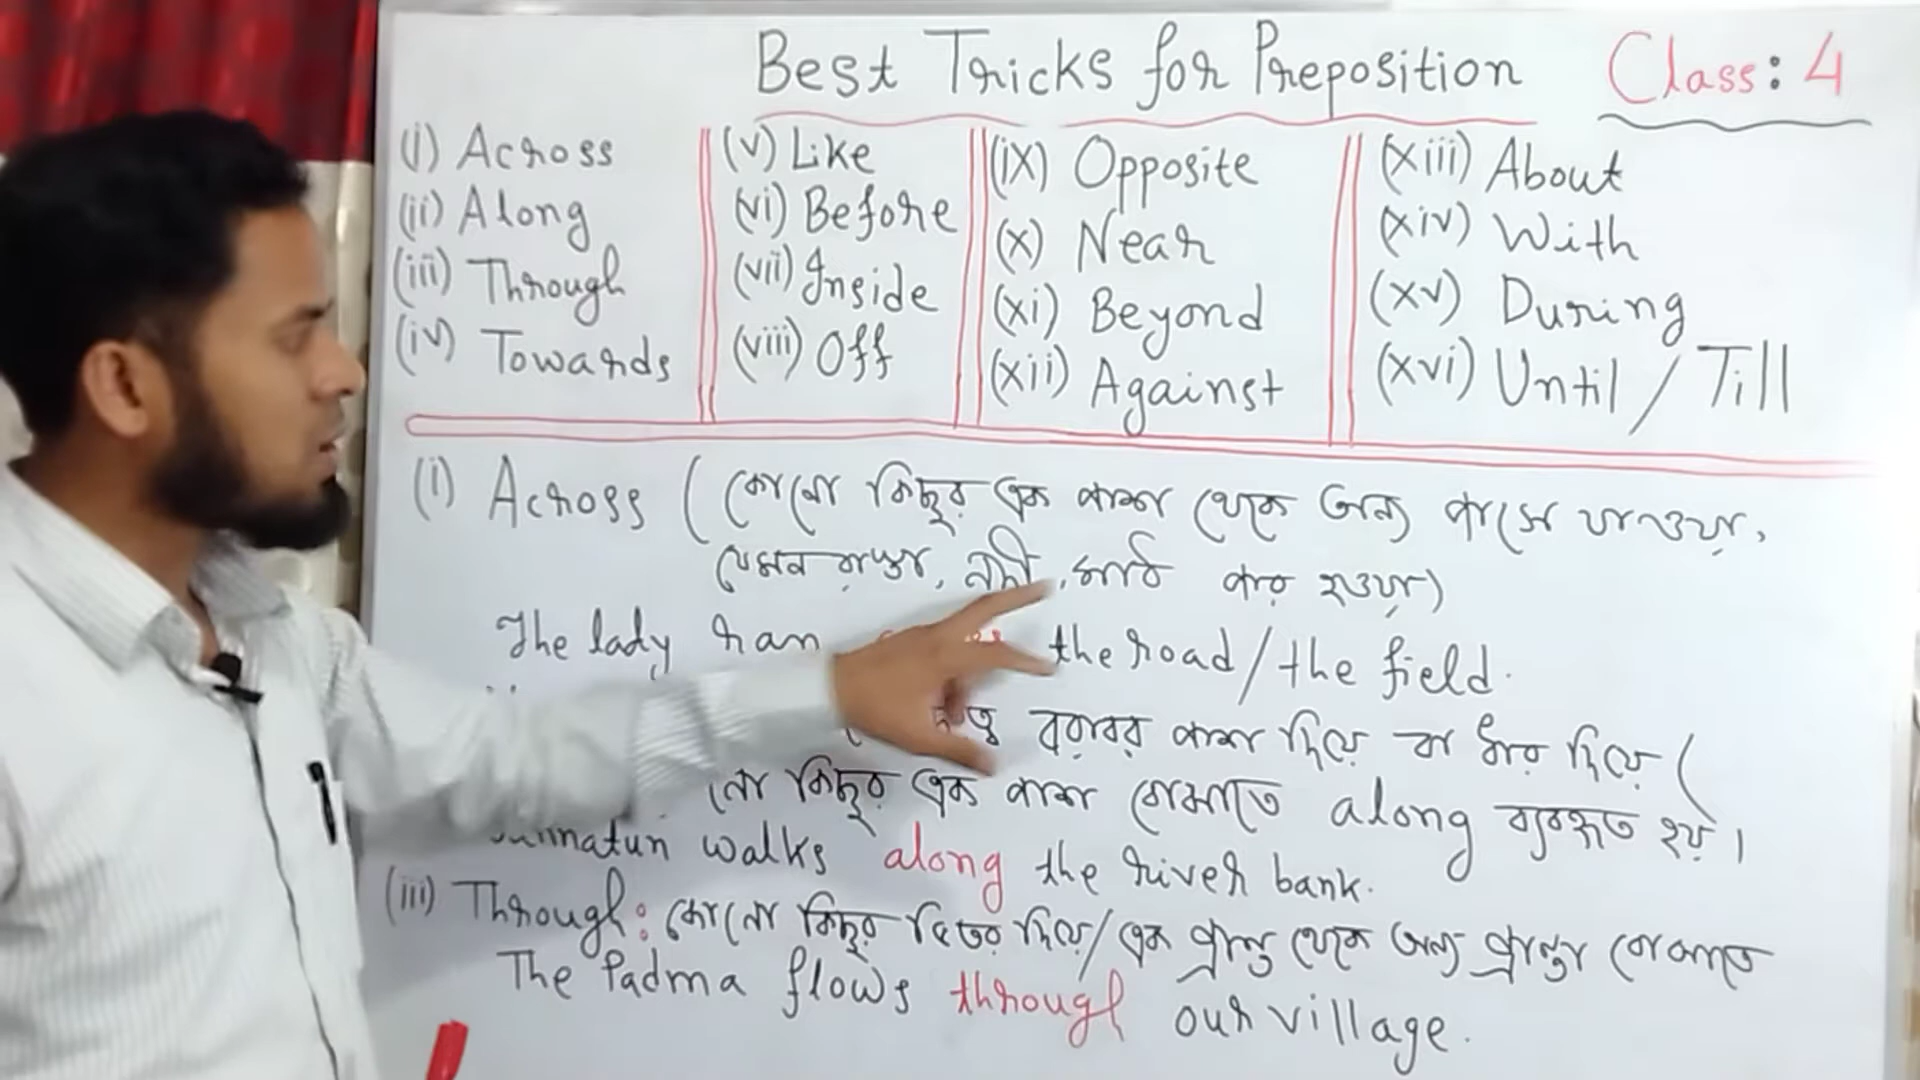 Best Tricks for Preposition Class: 4
(i) Across
(ii) Along
(iii) Through
(iv) Towards
(v) Like
(vi) Before
(vii) Inside
(viii) Off
(ix) Opposite
(x) Near
(xi) Beyond
(xii) Against
(xiii) About
(xiv) With
(xv) During
(xvi) Until / Till
(i) Across (কোনো কিছুর এক পাশ থেকে অন্য পাসে যাওয়া,
যেমন রাস্তা, নদী, মাঠ পার হওয়া)
The lady ran the road / the field.
বরাবর পাশ দিয়ে বা ধার দিয়ে (
কিছুর এক পাশ বোঝাতে along ব্যবহৃত হয়।
walks along the river bank.
(iii) Through: কোনো কিছুর ভিতর দিয়ে/এক প্রান্ত থেকে অন্য প্রান্ত বোঝাতে
The Padma flows through our village.